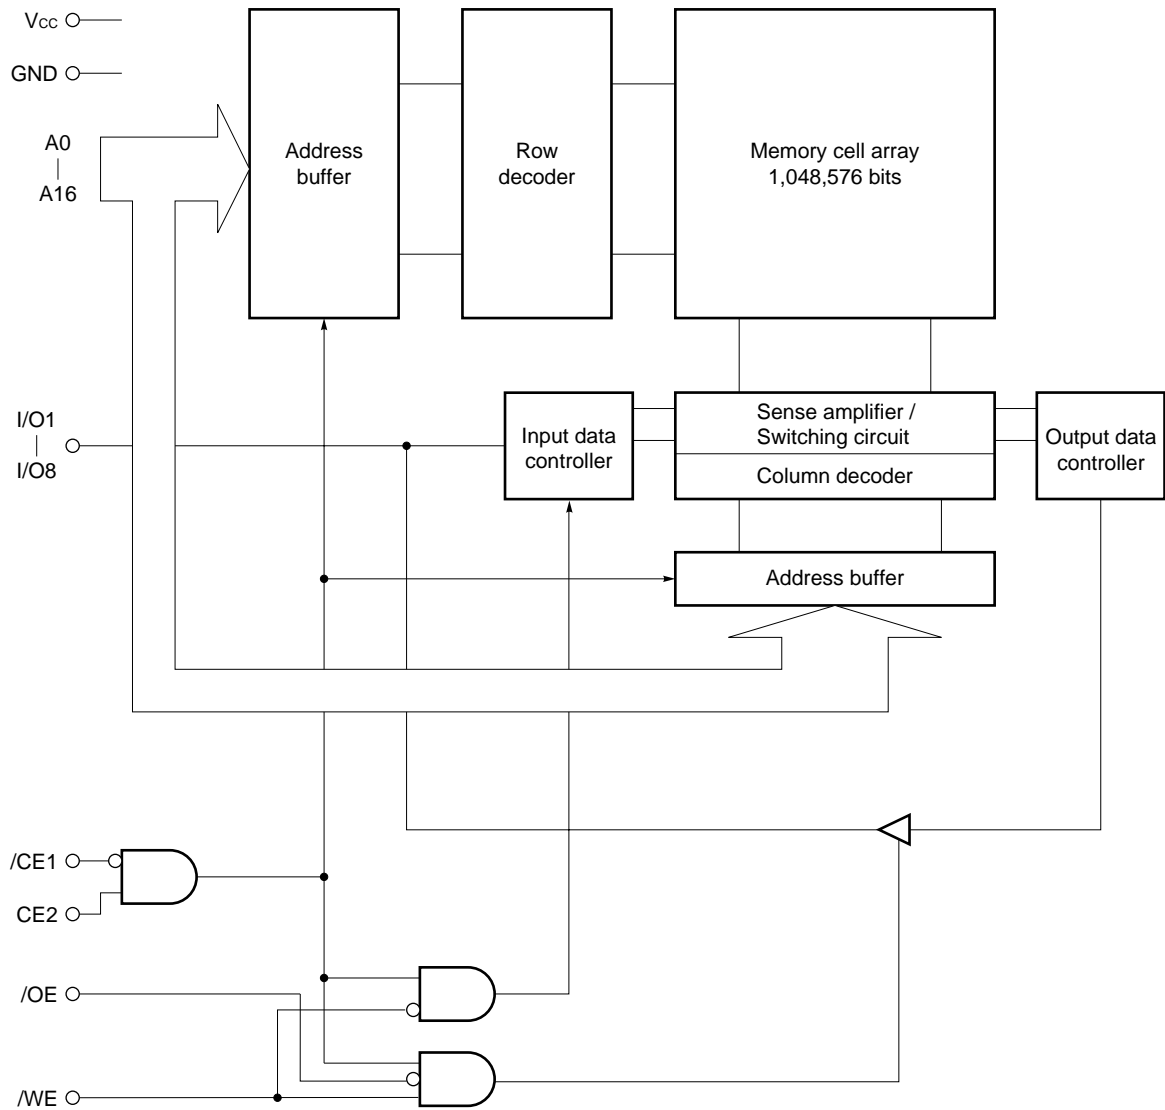 Vcc
GND
A0
A16
Address
buffer
Row
decoder
Memory cell array
1,048,576 bits
I/O1
I/O8
Input data
controller
Sense amplifier /
Switching circuit
Column decoder
Output data
controller
Address buffer
/CE1
CE2
/OE
/WE